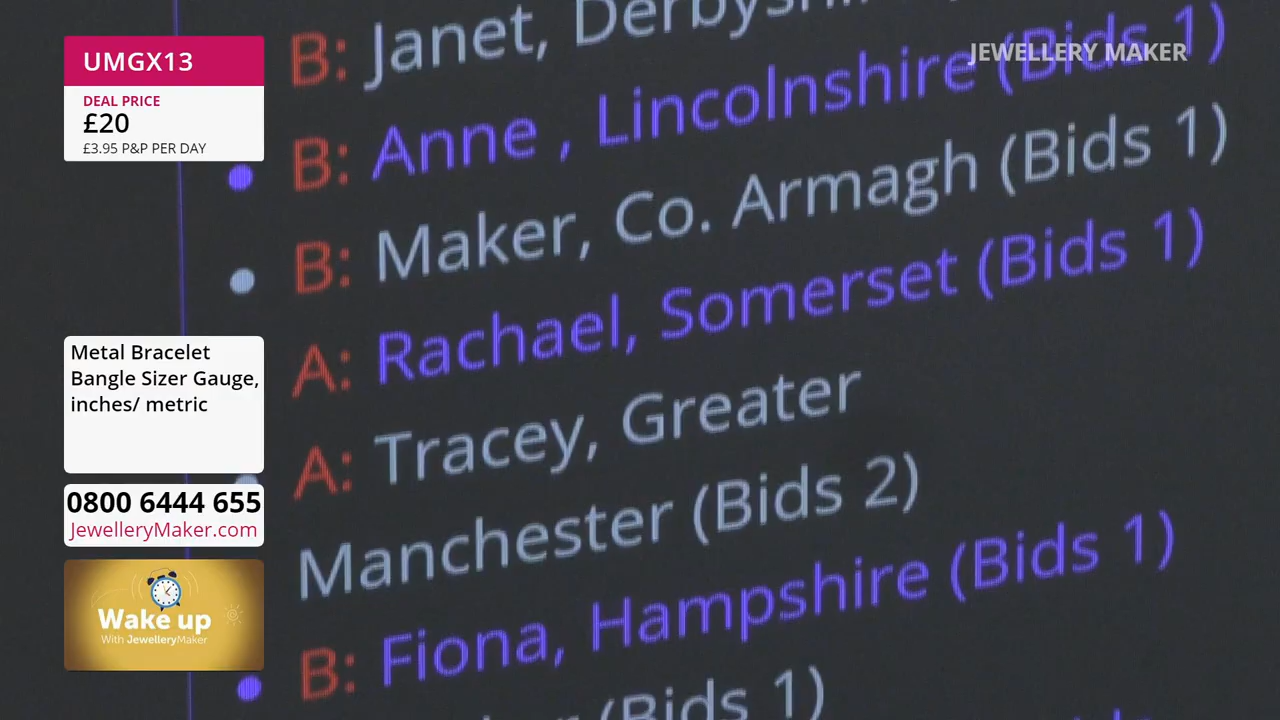 UMGX13
DEAL PRICE
£20
£3.95 P&P PER DAY
Metal Bracelet
Bangle Sizer Gauge,
inches/ metric
0800 6444 655
JewelleryMaker.com
Wake up
With JewelleryMaker
JEWELLERY MAKER
B: Janet,
B: Anne , Lincolnshire (Bids 1)
B: Maker, Co. Armagh (Bids 1)
A: Rachael, Somerset (Bids 1)
A: Tracey, Greater
Manchester (Bids 2)
B: Fiona, Hampshire (Bids 1)
(Bids 1)